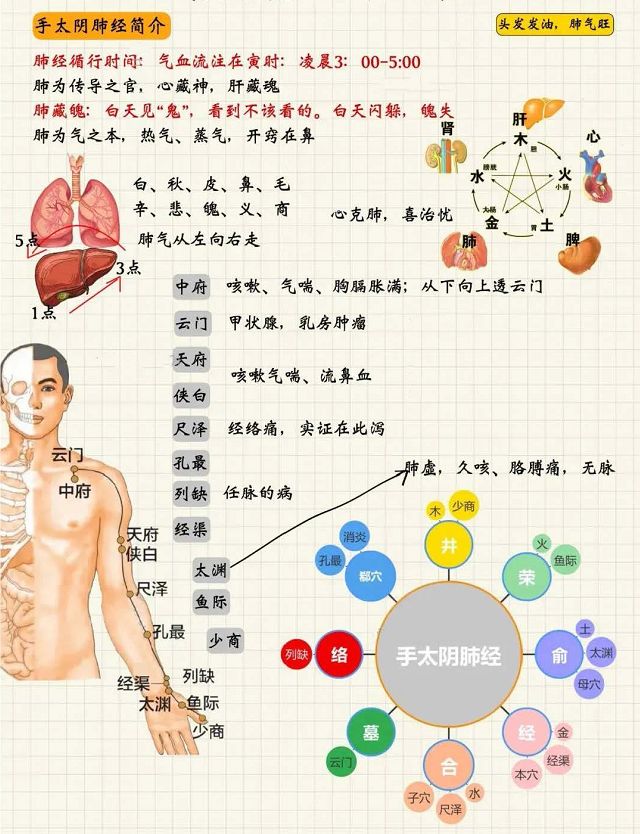 手太阴肺经简介
头发发油，肺气旺
肺经循行时间：气血流注在寅时：凌晨3：00-5:00
肺为传导之官，心藏神，肝藏魂
肺藏魄：白天见“鬼”，看到不该看的。白天闪躲，魄失
肺为气之本，热气、蒸气，开窍在鼻
白、秋、皮、鼻、毛
辛、悲、魄、义、商
心克肺，喜治忧
肺气从左向右走
5点
3点
1点
肝
木
胆
肾
心
水
膀胱
火
小肠
大肠
金
胃
土
肺
脾
中府
咳嗽、气喘、胸膈胀满；从下向上透云门
云门
甲状腺，乳房肿瘤
天府
侠白
咳嗽气喘、流鼻血
尺泽
经络痛，实证在此泻
孔最
列缺
任脉的病
经渠
太渊
肺虚，久咳、胳膊痛，无脉
鱼际
少商
云门
中府
天府
侠白
尺泽
孔最
列缺
经渠
太渊
鱼际
少商
手太阴肺经
井
木
少商
荣
火
鱼际
俞
土
太渊
母穴
经
金
经渠
本穴
合
水
尺泽
子穴
墓
云门
络
列缺
郗穴
孔最
消炎